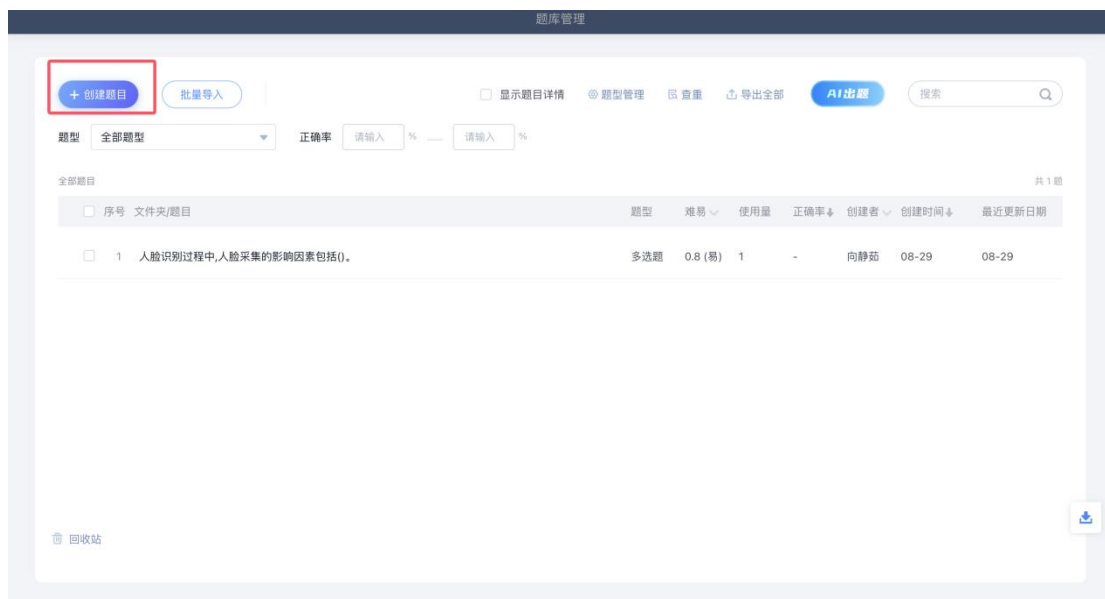 题库管理
+ 创建题目 批量导入 显示题目详情 题型管理 查重 导出全部 AI出题 搜索
题型 全部题型 正确率 请输入 % — 请输入 %
全部题目 共1题
序号 文件夹/题目 题型 难易 使用量 正确率 创建者 创建时间 最近更新日期
1 人脸识别过程中,人脸采集的影响因素包括()。 多选题 0.8 (易) 1 - 向静茹 08-29 08-29
回收站